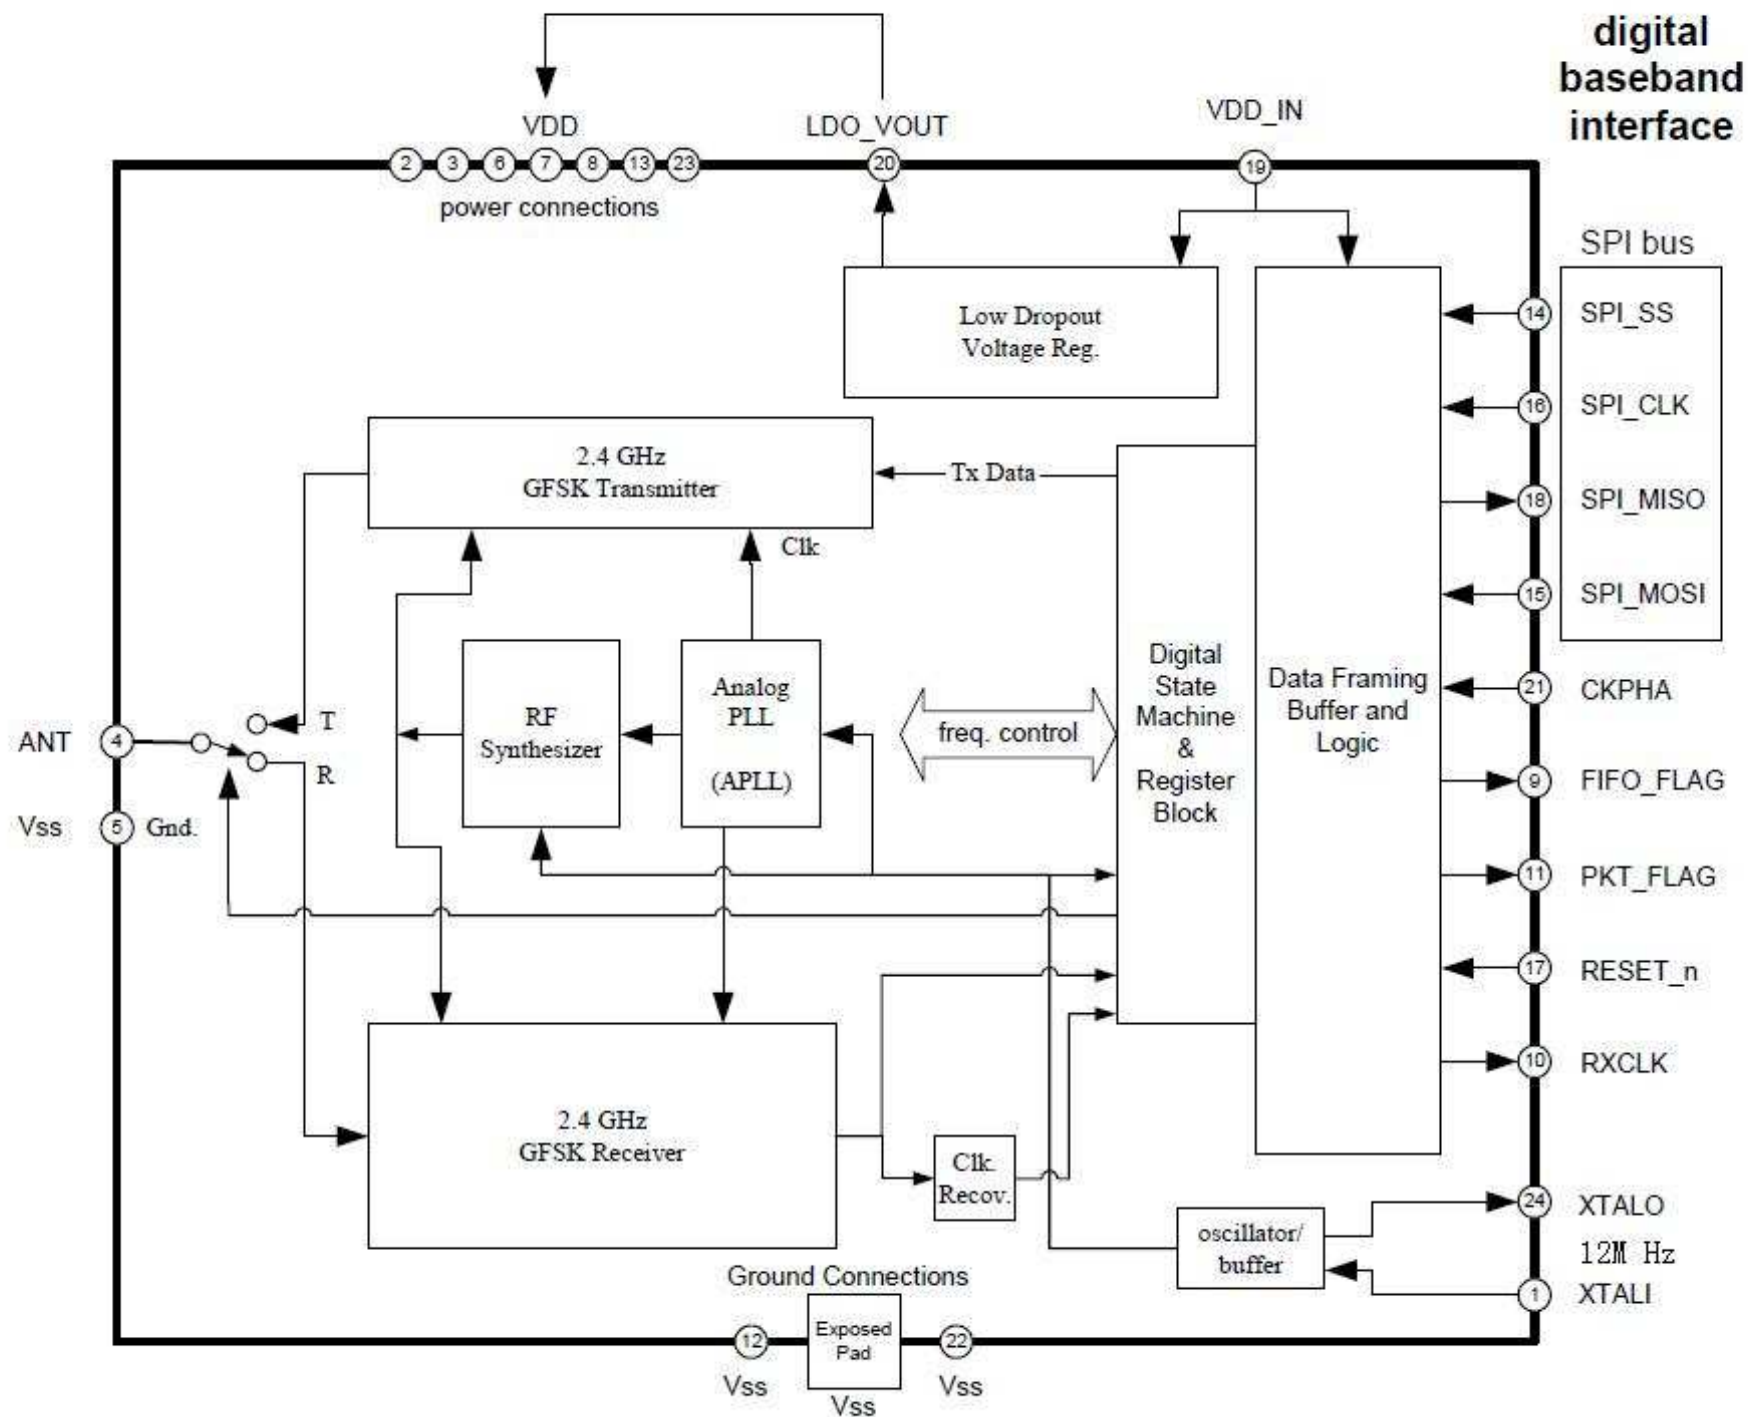 digital
baseband
interface
VDD
LDO_VOUT
VDD_IN
2 3 6 7 8 13 23
20
19
power connections
SPI bus
Low Dropout
Voltage Reg.
14 SPI_SS
16 SPI_CLK
18 SPI_MISO
15 SPI_MOSI
21 CKPHA
9 FIFO_FLAG
11 PKT_FLAG
17 RESET_n
10 RXCLK
24 XTALO
12M Hz
1 XTALI
2.4 GHz
GFSK Transmitter
Tx Data
Clk
RF
Synthesizer
Analog
PLL
(APLL)
freq. control
Digital
State
Machine
&
Register
Block
Data Framing
Buffer and
Logic
ANT 4
T
R
Vss 5 Gnd.
2.4 GHz
GFSK Receiver
Clk.
Recov.
oscillator/
buffer
Ground Connections
12
Exposed
Pad
22
Vss
Vss
Vss